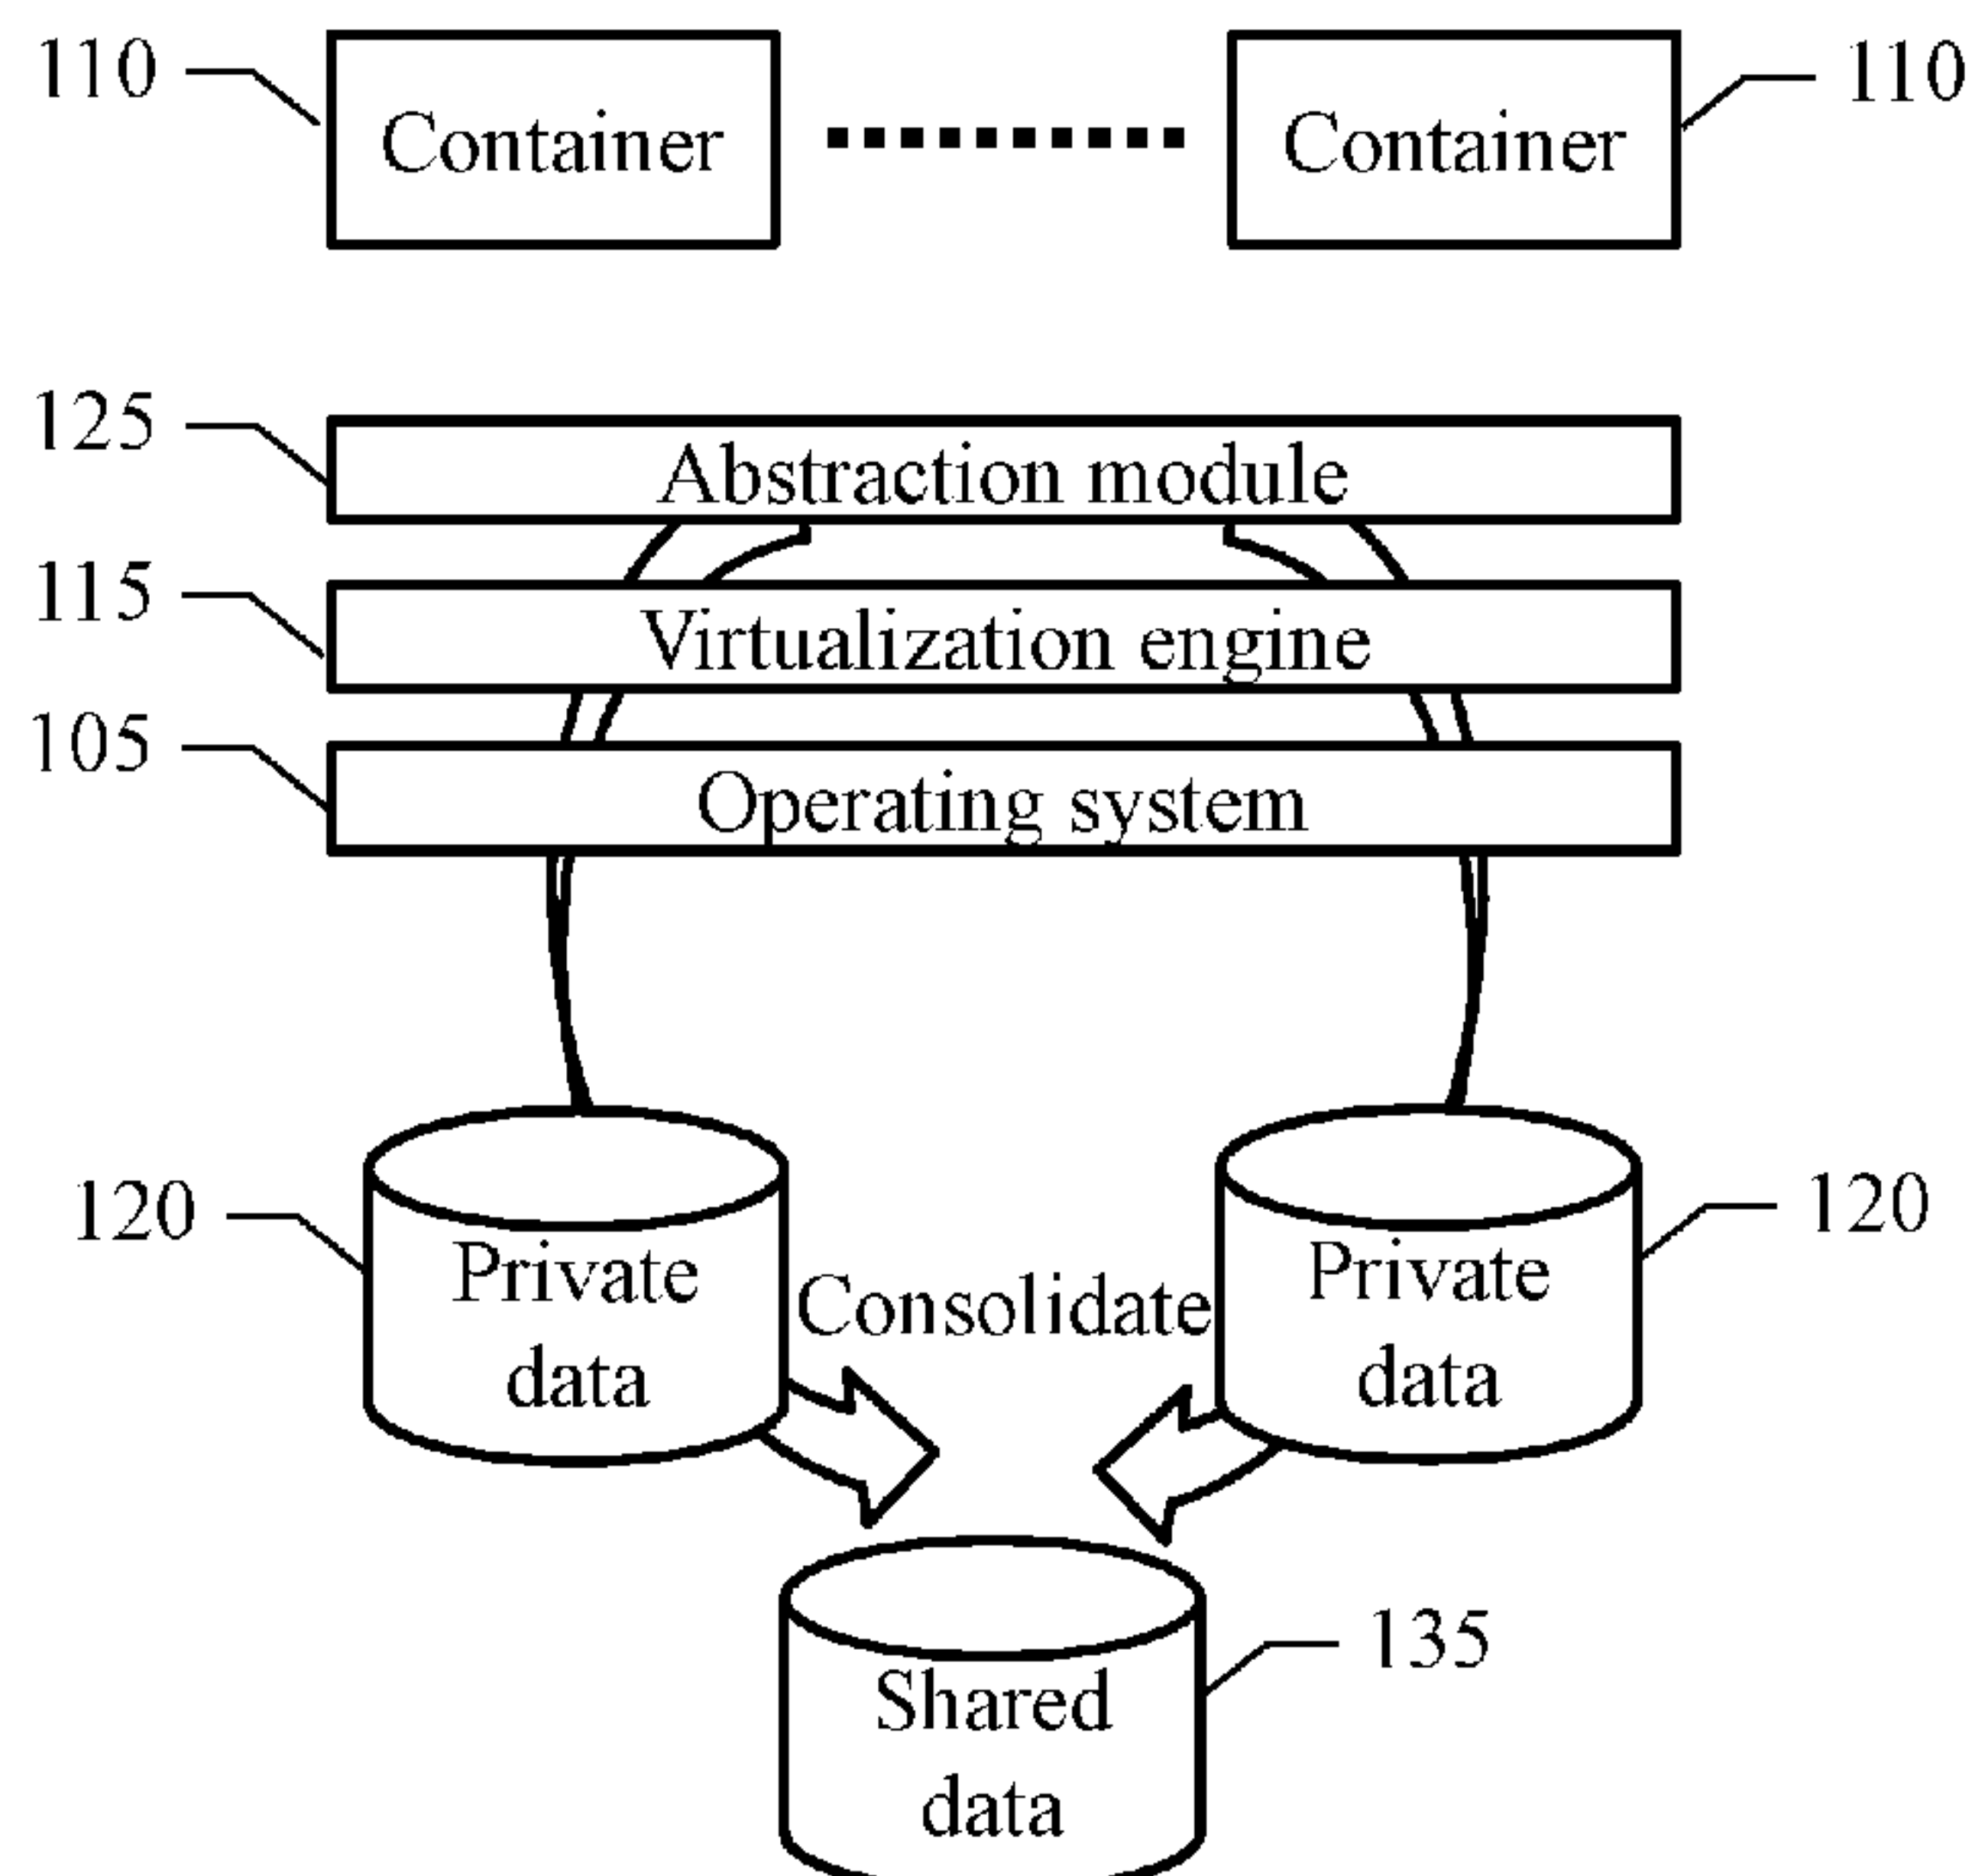 110 Container Container 110
125 Abstraction module
115 Virtualization engine
105 Operating system
120 Private data Consolidate Private data 120
Shared data 135